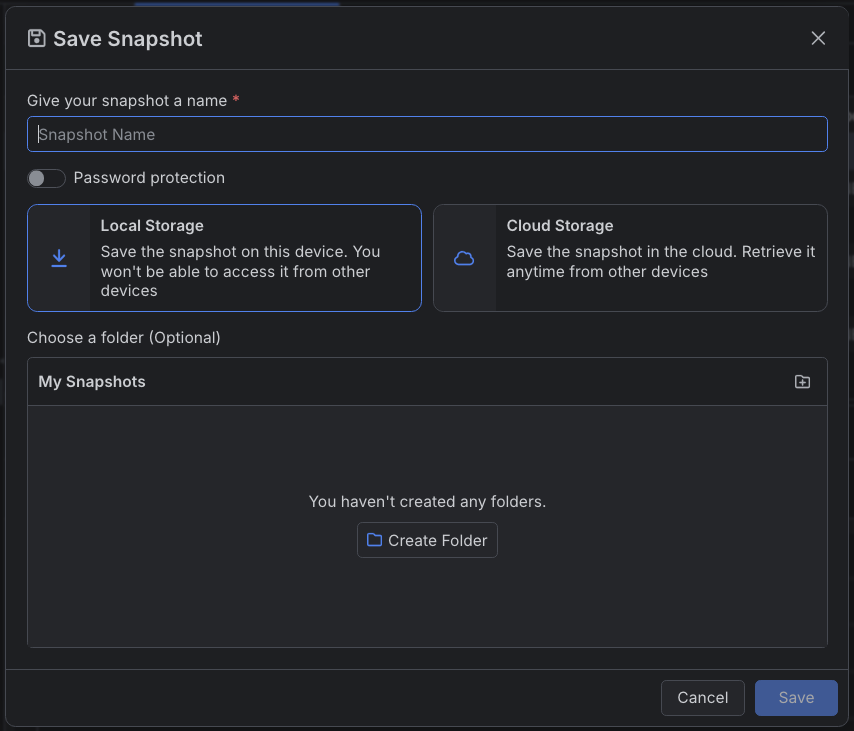 Save Snapshot
Give your snapshot a name *
Snapshot Name
Password protection
Local Storage
Save the snapshot on this device. You
won't be able to access it from other
devices
Cloud Storage
Save the snapshot in the cloud. Retrieve it
anytime from other devices
Choose a folder (Optional)
My Snapshots
You haven't created any folders.
Create Folder
Cancel
Save